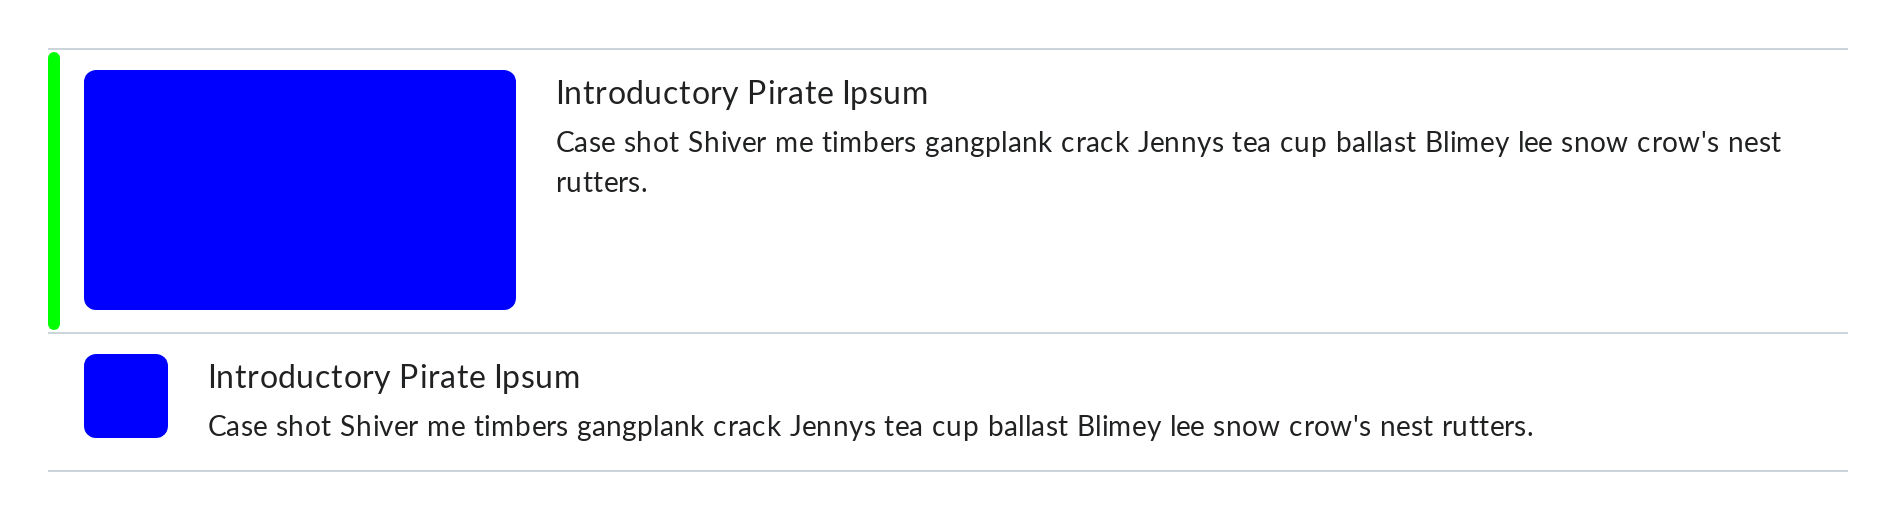 Introductory Pirate Ipsum
Case shot Shiver me timbers gangplank crack Jennys tea cup ballast Blimey lee snow crow's nest
rutters.
Introductory Pirate Ipsum
Case shot Shiver me timbers gangplank crack Jennys tea cup ballast Blimey lee snow crow's nest rutters.